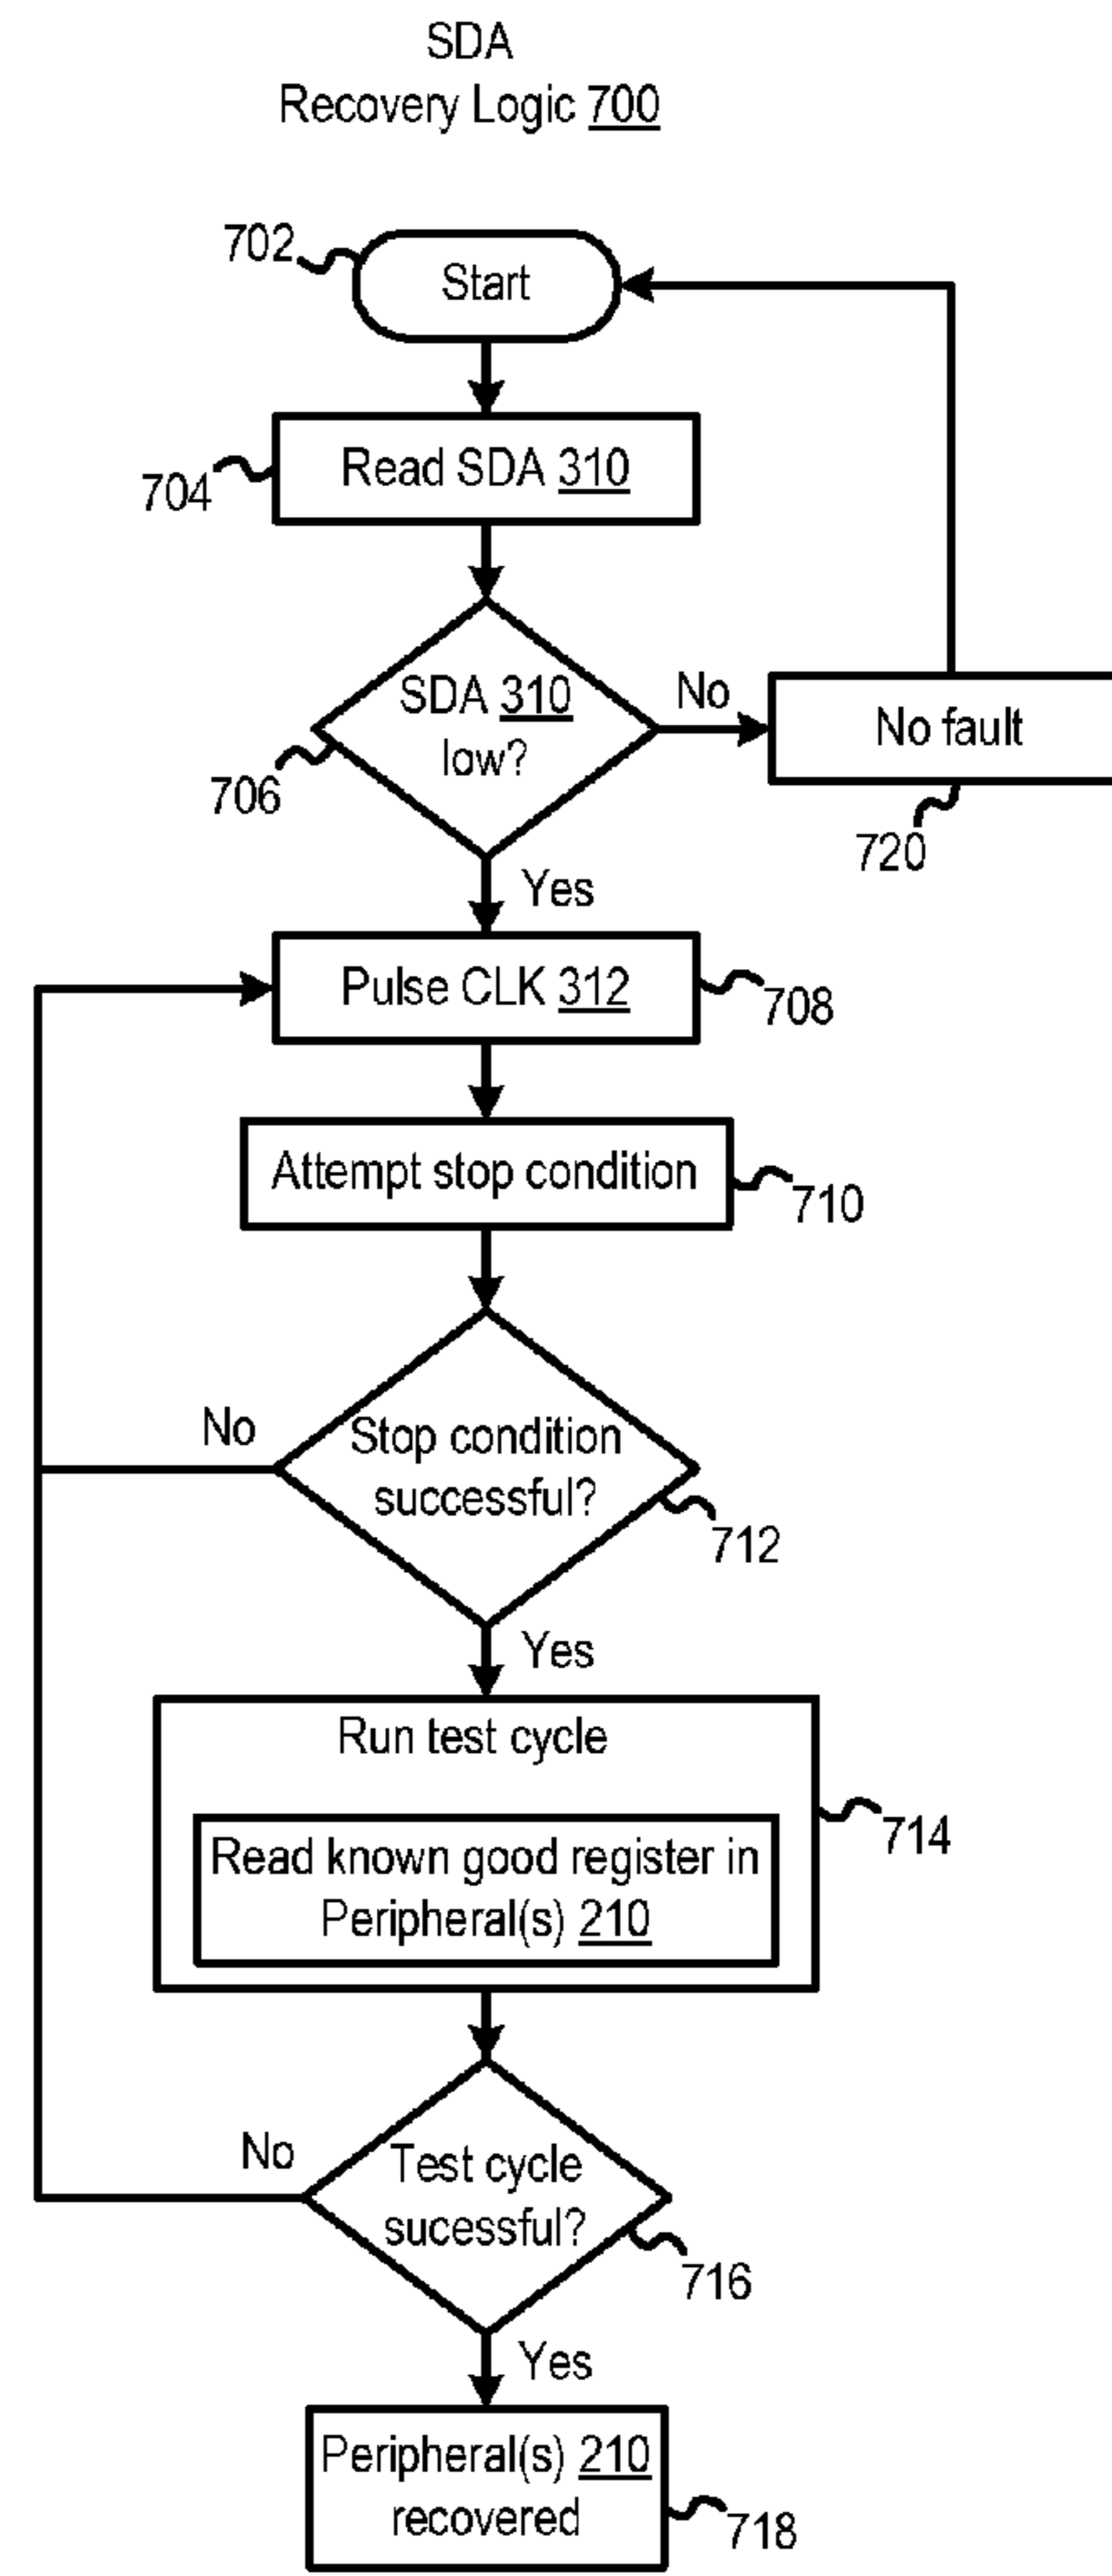 SDA
Recovery Logic 700
702
Start
704
Read SDA 310
SDA 310
low?
706
No
No fault
720
Yes
Pulse CLK 312
708
Attempt stop condition
710
No
Stop condition
successful?
712
Yes
Run test cycle
714
Read known good register in
Peripheral(s) 210
No
Test cycle
sucessful?
716
Yes
Peripheral(s) 210
recovered
718